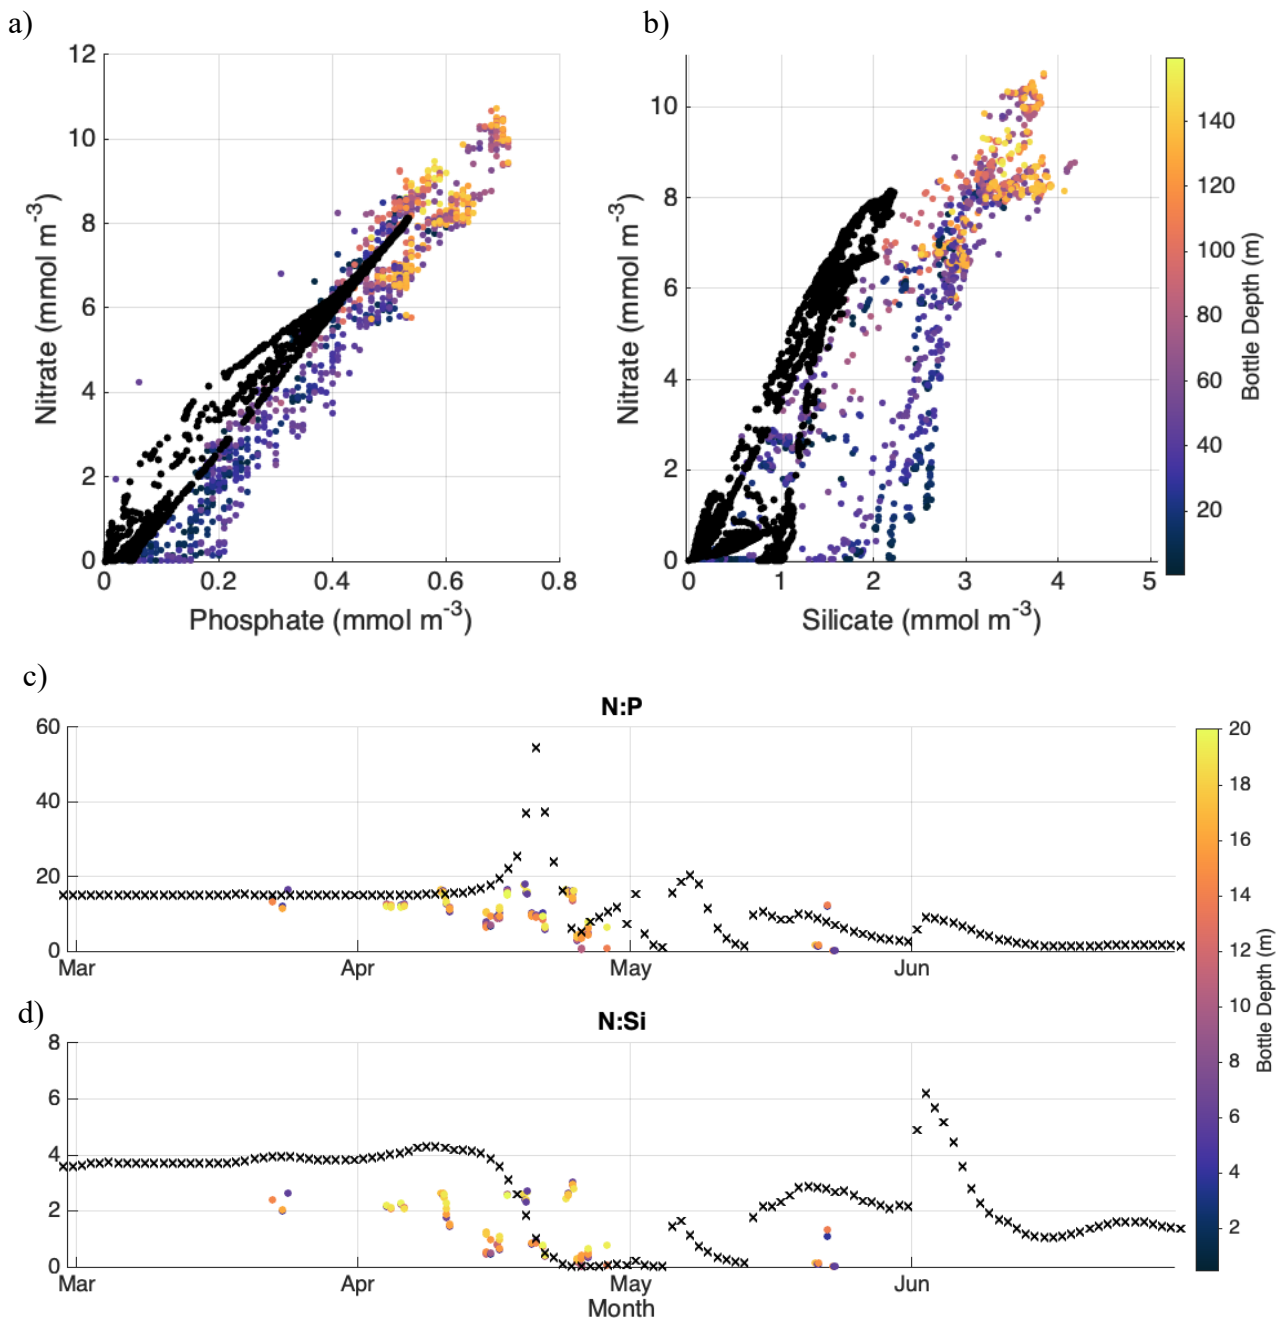 a)
12
10
8
6
4
2
0
0 0.2 0.4 0.6 0.8
Nitrate (mmol m⁻³)
Phosphate (mmol m⁻³)
b)
10
8
6
4
2
0
0 1 2 3 4 5
Nitrate (mmol m⁻³)
Silicate (mmol m⁻³)
140
120
100
80
60
40
20
Bottle Depth (m)
c)
N:P
60
40
20
0
Mar Apr May Jun
d)
N:Si
8
6
4
2
0
Mar Apr May Jun
Month
20
18
16
14
12
10
8
6
4
2
Bottle Depth (m)